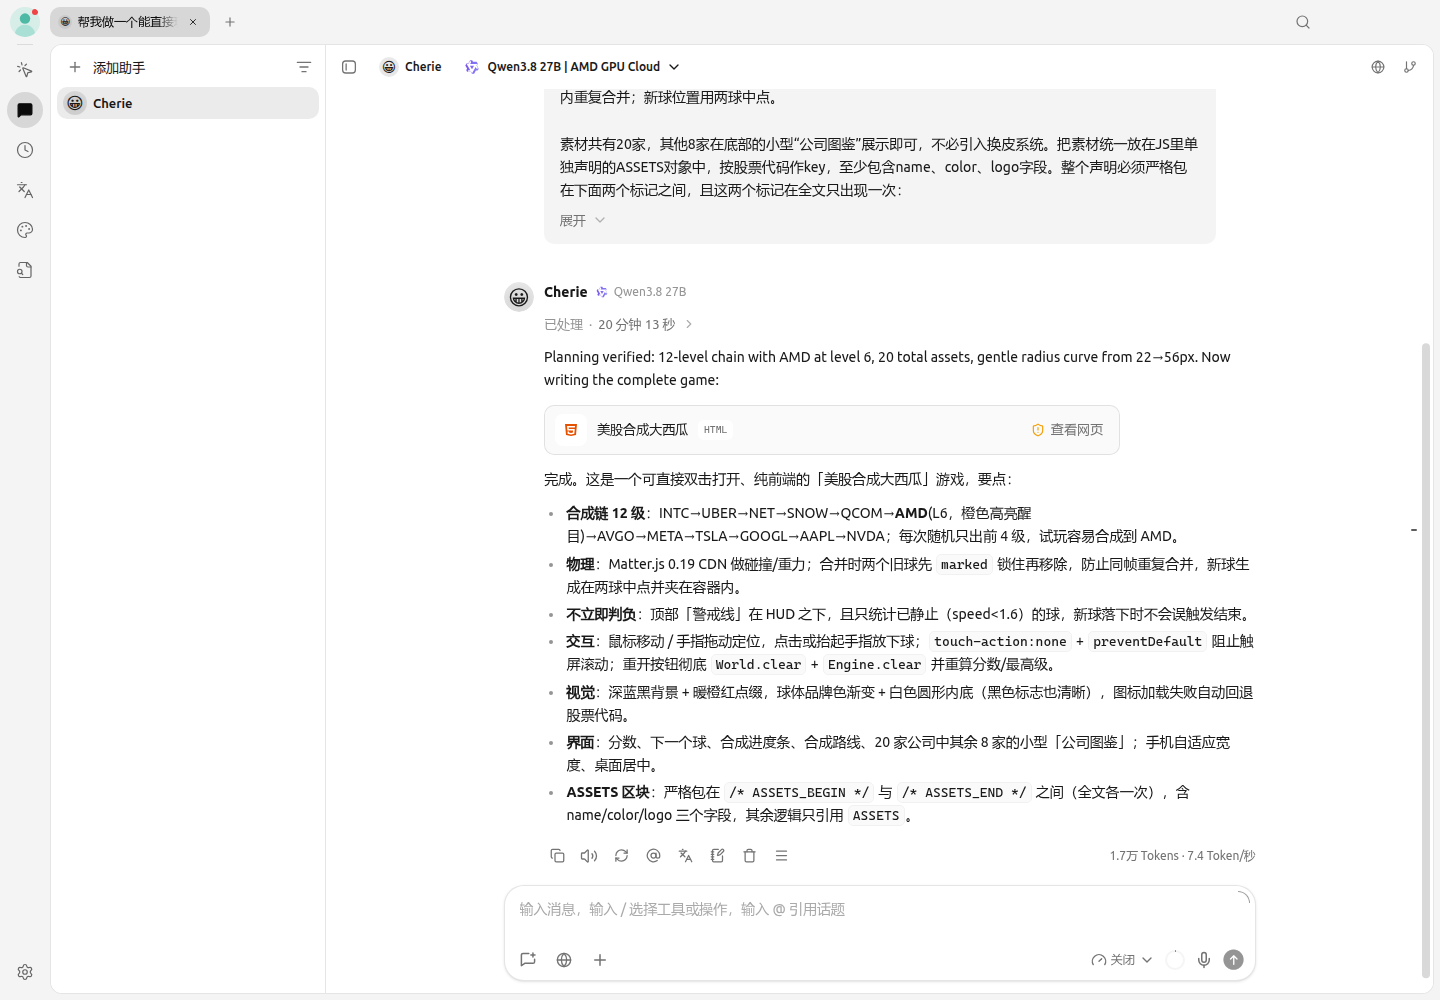 帮我做一个能直接
添加助手
Cherie
Cherie
Qwen3.8 27B | AMD GPU Cloud
内重复合并；新球位置用两球中点。
素材共有20家，其他8家在底部的小型“公司图鉴”展示即可，不必引入换皮系统。把素材统一放在JS里单
独声明的ASSETS对象中，按股票代码作key，至少包含name、color、logo字段。整个声明必须严格包
在下面两个标记之间，且这两个标记在全文只出现一次：
展开
Cherie Qwen3.8 27B
已处理 · 20 分钟 13 秒
Planning verified: 12-level chain with AMD at level 6, 20 total assets, gentle radius curve from 22→56px. Now
writing the complete game:
美股合成大西瓜 HTML 查看网页
完成。这是一个可直接双击打开、纯前端的「美股合成大西瓜」游戏，要点：
• 合成链 12 级：INTC→UBER→NET→SNOW→QCOM→AMD(L6，橙色高亮醒
目)→AVGO→META→TSLA→GOOGL→AAPL→NVDA；每次随机只出前 4 级，试玩容易合成到 AMD。
• 物理：Matter.js 0.19 CDN 做碰撞/重力；合并时两个旧球先 marked 锁住再移除，防止同帧重复合并，新球生
成在两球中点并夹在容器内。
• 不立即判负：顶部「警戒线」在 HUD 之下，且只统计已静止（speed<1.6）的球，新球落下时不会误触发结束。
• 交互：鼠标移动 / 手指拖动定位，点击或抬起手指放下球；touch-action:none + preventDefault 阻止触
屏滚动；重开按钮彻底 World.clear + Engine.clear 并重算分数/最高级。
• 视觉：深蓝黑背景 + 暖橙红点缀，球体品牌色渐变 + 白色圆形内底（黑色标志也清晰），图标加载失败自动回退
股票代码。
• 界面：分数、下一个球、合成进度条、合成路线、20 家公司中其余 8 家的小型「公司图鉴」；手机自适应宽
度、桌面居中。
• ASSETS 区块：严格包在 /* ASSETS_BEGIN */ 与 /* ASSETS_END */ 之间（全文各一次），含
name/color/logo 三个字段，其余逻辑只引用 ASSETS。
1.7万 Tokens · 7.4 Token/秒
输入消息，输入 / 选择工具或操作，输入 @ 引用话题
关闭